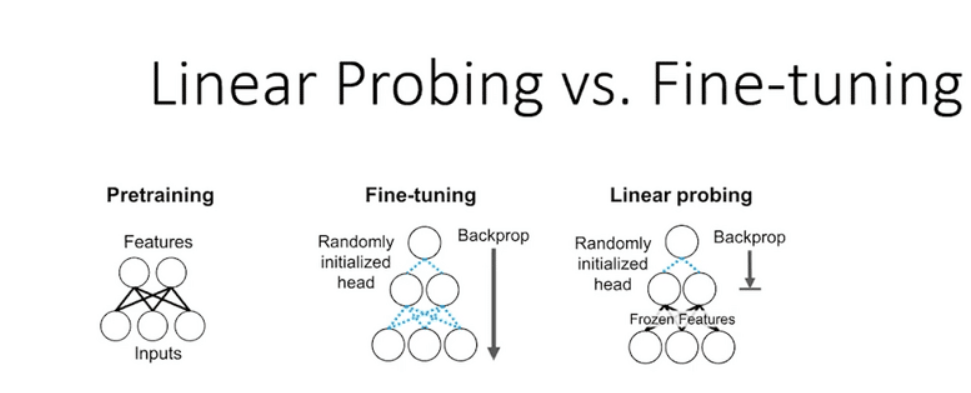 Linear Probing vs. Fine-tuning
Pretraining
Features
Inputs
Fine-tuning
Randomly
initialized
head
Backprop
Linear probing
Randomly
initialized
head
Backprop
Frozen Features